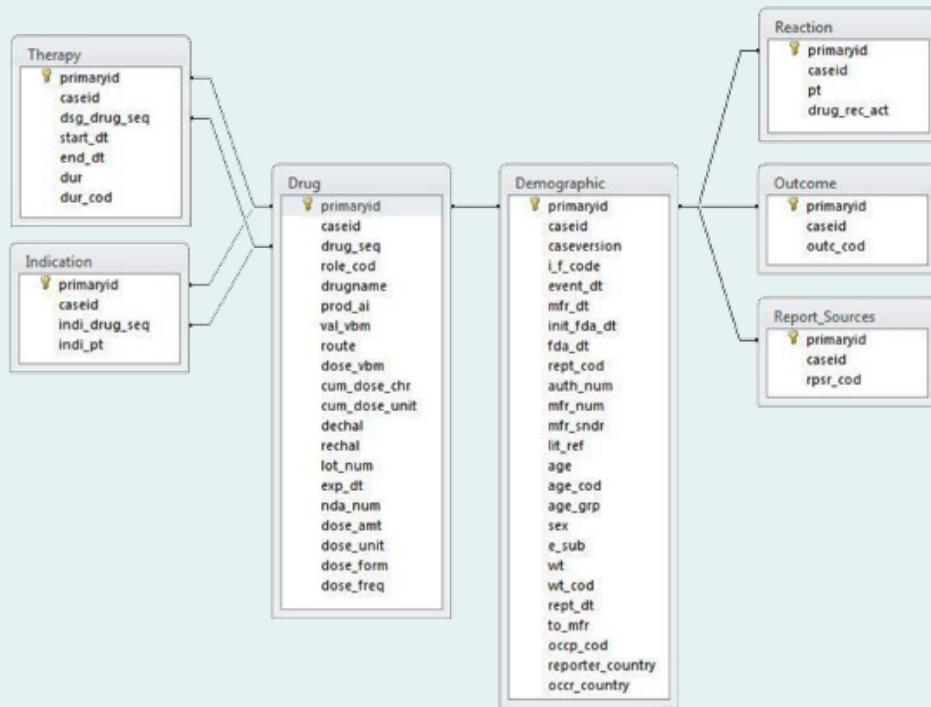 Therapy
primaryid
caseid
dsg_drug_seq
start_dt
end_dt
dur
dur_cod
Indication
primaryid
caseid
indi_drug_seq
indi_pt
Drug
primaryid
caseid
drug_seq
role_cod
drugname
prod_ai
val_vbm
route
dose_vbm
cum_dose_chr
cum_dose_unit
dechal
rechal
lot_num
exp_dt
nda_num
dose_amt
dose_unit
dose_form
dose_freq
Demographic
primaryid
caseid
caseversion
i_f_code
event_dt
mfr_dt
init_fda_dt
fda_dt
rept_cod
auth_num
mfr_num
mfr_sndr
lit_ref
age
age_cod
age_grp
sex
e_sub
wt
wt_cod
rept_dt
to_mfr
occp_cod
reporter_country
occr_country
Reaction
primaryid
caseid
pt
drug_rec_act
Outcome
primaryid
caseid
outc_cod
Report_Sources
primaryid
caseid
rpsr_cod